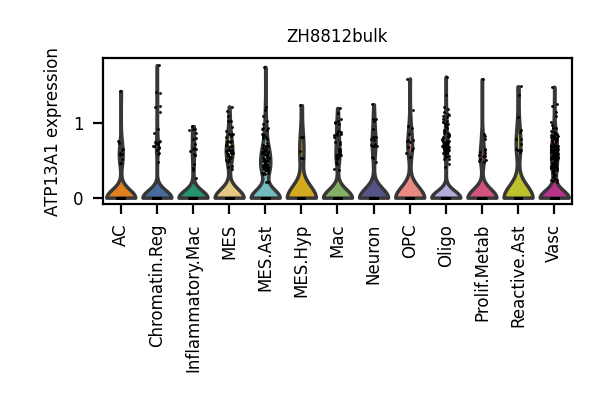 ZH8812bulk
ATP13A1 expression
1
0
AC
Chromatin.Reg
Inflammatory.Mac
MES
MES.Ast
MES.Hyp
Mac
Neuron
OPC
Oligo
Prolif.Metab
Reactive.Ast
Vasc